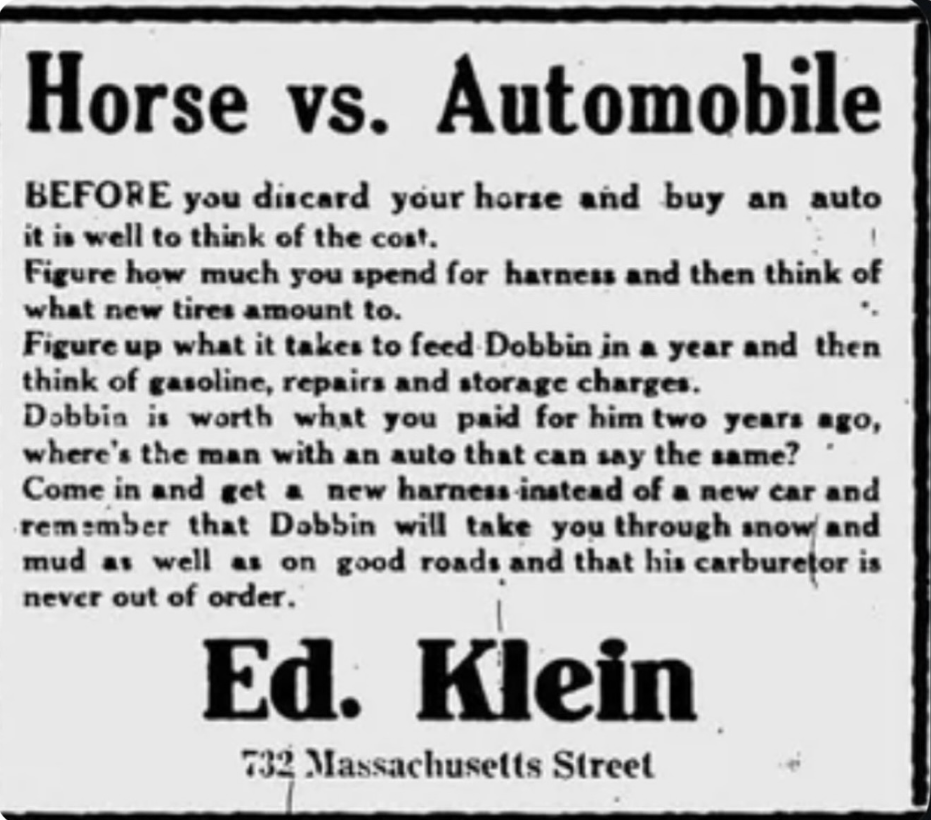 Horse vs. Automobile
BEFORE you discard your horse and buy an auto
it is well to think of the cost.
Figure how much you spend for harness and then think of
what new tires amount to.
Figure up what it takes to feed Dobbin in a year and then
think of gasoline, repairs and storage charges.
Dobbin is worth what you paid for him two years ago,
where's the man with an auto that can say the same?
Come in and get a new harness instead of a new car and
remember that Dobbin will take you through snow and
mud as well as on good roads and that his carburetor is
never out of order.
Ed. Klein
732 Massachusetts Street